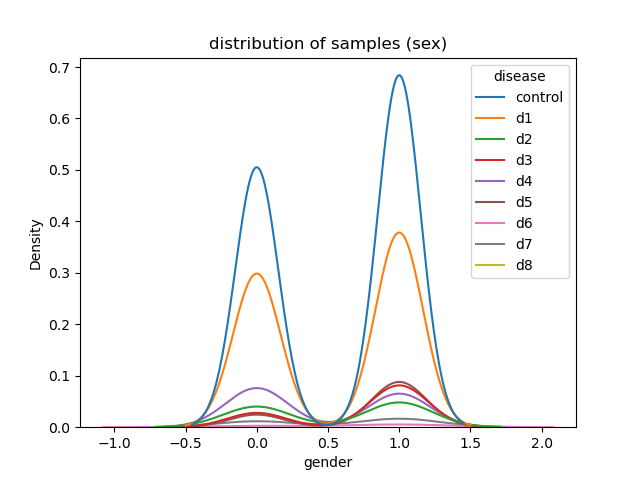 distribution of samples (sex)
0.7
0.6
0.5
0.4
0.3
0.2
0.1
0.0
Density
disease
control
d1
d2
d3
d4
d5
d6
d7
d8
−1.0 −0.5 0.0 0.5 1.0 1.5 2.0
gender